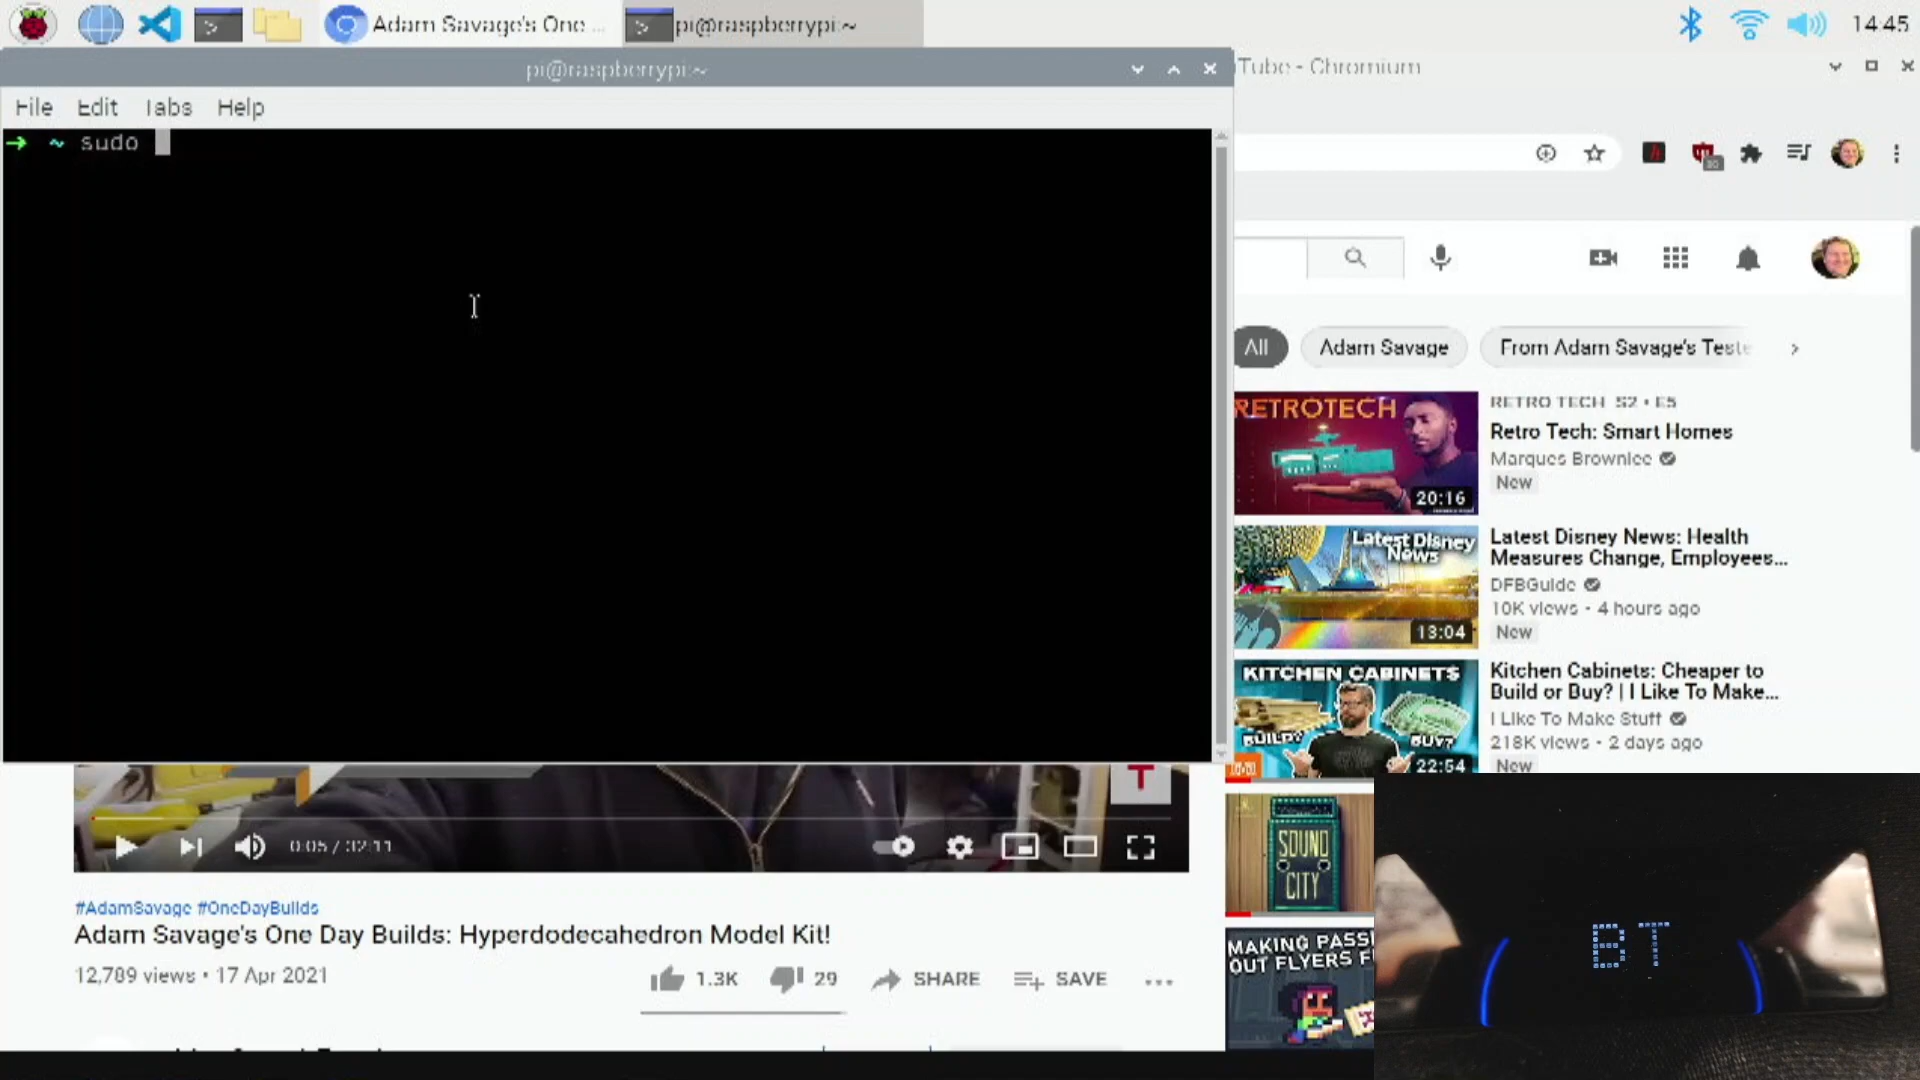 Adam Savage's One ...
pi@raspberrypi: ~
14:45
pi@raspberrypi:~
Tube - Chromium
File Edit Tabs Help
→ ~ sudo
All
Adam Savage
From Adam Savage's Teste
RETROTECH
20:16
RETRO TECH S2 • E5
Retro Tech: Smart Homes
Marques Brownlee
New
Latest Disney
News
13:04
Latest Disney News: Health
Measures Change, Employees...
DFBGuide
10K views • 4 hours ago
New
KITCHEN CABINETS
BUILD?
BUY?
22:54
Kitchen Cabinets: Cheaper to
Build or Buy? | I Like To Make...
I Like To Make Stuff
218K views • 2 days ago
New
T
0:05 / 32:11
SOUND
CITY
#AdamSavage #OneDayBuilds
Adam Savage's One Day Builds: Hyperdodecahedron Model Kit!
12,789 views • 17 Apr 2021
1.3K
29
SHARE
SAVE
MAKING PASSI
OUT FLYERS F
BT